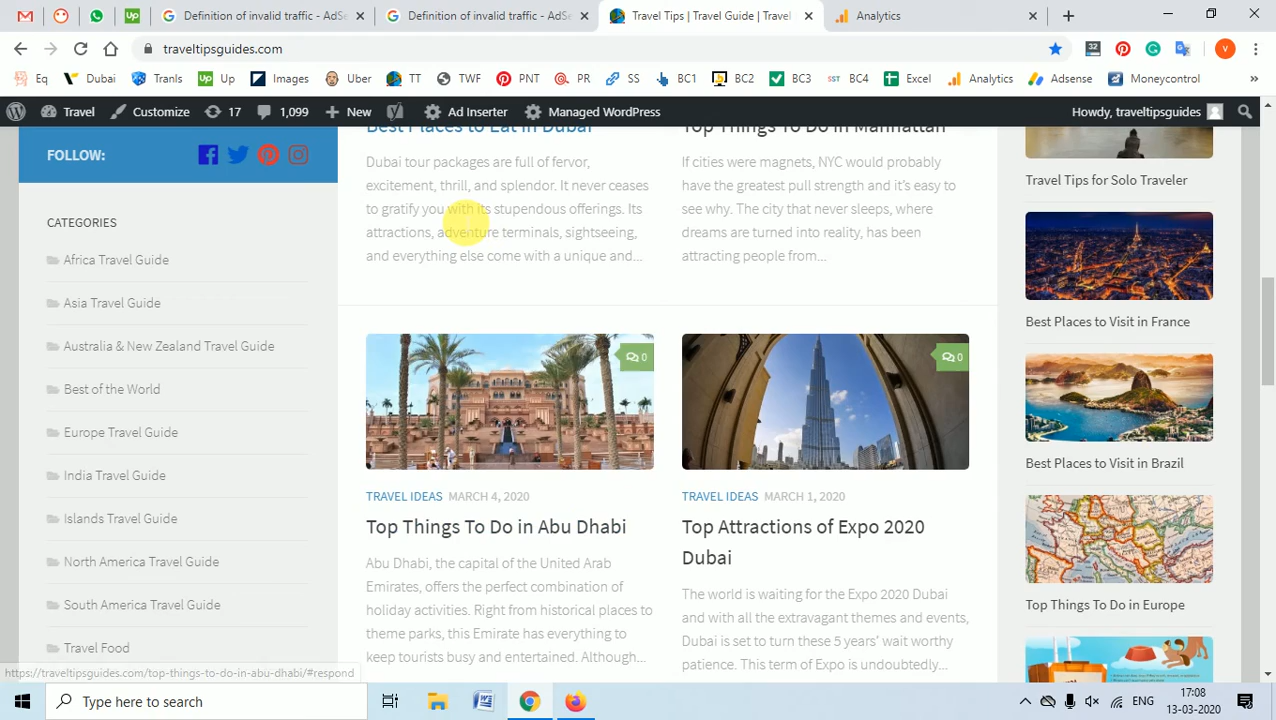 Definition of invalid traffic - AdSe
Definition of invalid traffic - AdSe
Travel Tips | Travel Guide | Travel
Analytics
traveltipsguides.com
Eq
Dubai
Tranls
Up
Images
Uber
TT
TWF
PNT
PR
SS
BC1
BC2
BC3
BC4
Excel
Analytics
Adsense
Moneycontrol
Travel
Customize
17
1,099
New
Ad Inserter
Managed WordPress
Howdy, traveltipsguides
FOLLOW:
CATEGORIES
Africa Travel Guide
Asia Travel Guide
Australia & New Zealand Travel Guide
Best of the World
Europe Travel Guide
India Travel Guide
Islands Travel Guide
North America Travel Guide
South America Travel Guide
Travel Food
Best Places to Eat in Dubai
Dubai tour packages are full of fervor,
excitement, thrill, and splendor. It never ceases
to gratify you with its stupendous offerings. Its
attractions, adventure terminals, sightseeing,
and everything else come with a unique and...
Top Things To Do in Manhattan
If cities were magnets, NYC would probably
have the greatest pull strength and it's easy to
see why. The city that never sleeps, where
dreams are turned into reality, has been
attracting people from...
0
TRAVEL IDEAS MARCH 4, 2020
Top Things To Do in Abu Dhabi
Abu Dhabi, the capital of the United Arab
Emirates, offers the perfect combination of
holiday activities. Right from historical places to
theme parks, this Emirate has everything to
keep tourists busy and entertained. Although...
0
TRAVEL IDEAS MARCH 1, 2020
Top Attractions of Expo 2020
Dubai
The world is waiting for the Expo 2020 Dubai
and with all the extravagant themes and events,
Dubai is set to turn these 5 years' wait worthy
patience. This term of Expo is undoubtedly...
Travel Tips for Solo Traveler
Best Places to Visit in France
Best Places to Visit in Brazil
Top Things To Do in Europe
https://traveltipsguides.com/top-things-to-do-in-abu-dhabi/#respond
Type here to search
ENG
17:08
13-03-2020